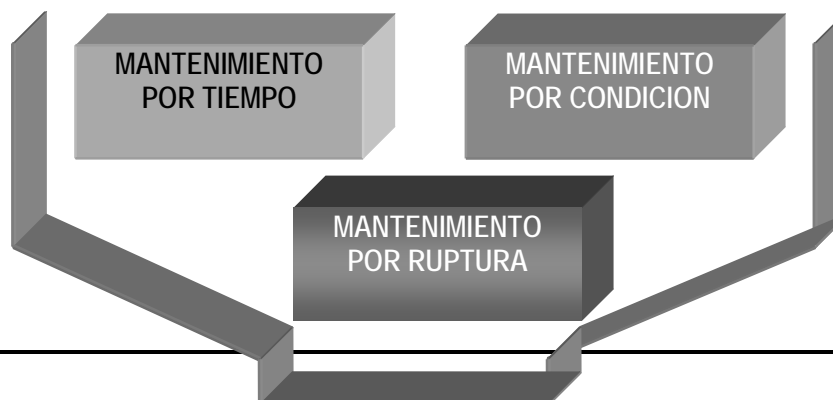 MANTENIMIENTO
POR TIEMPO
MANTENIMIENTO
POR CONDICION
MANTENIMIENTO
POR RUPTURA